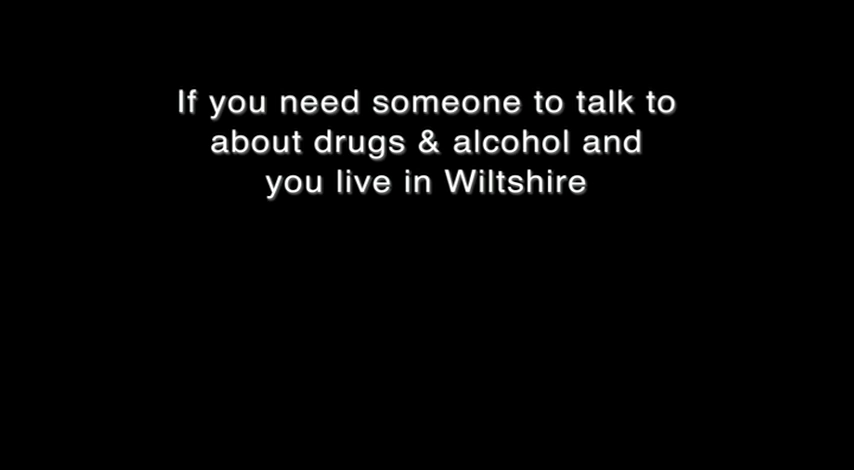 If you need someone to talk to
about drugs & alcohol and
you live in Wiltshire